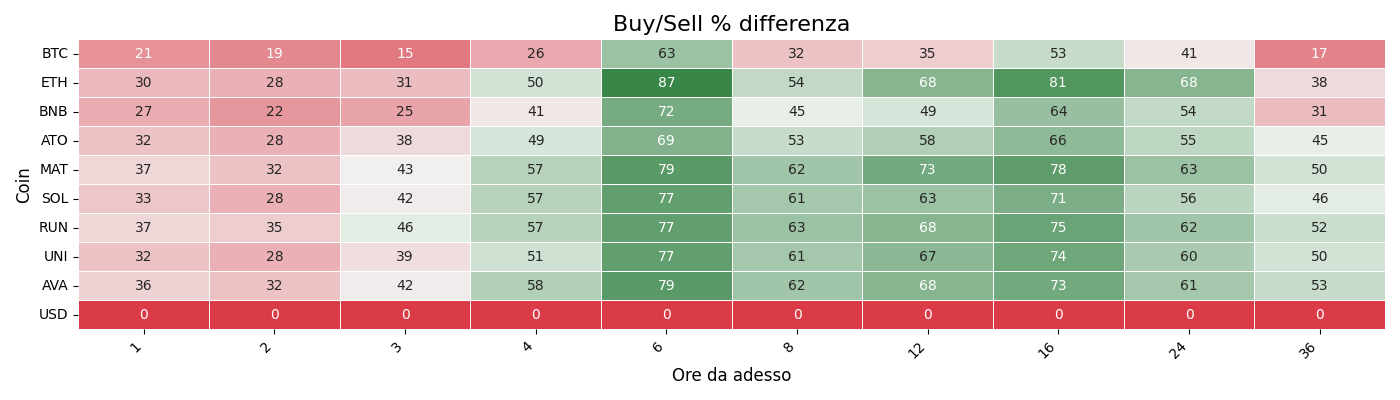 Buy/Sell % differenza
Coin
BTC 21 19 15 26 63 32 35 53 41 17
ETH 30 28 31 50 87 54 68 81 68 38
BNB 27 22 25 41 72 45 49 64 54 31
ATO 32 28 38 49 69 53 58 66 55 45
MAT 37 32 43 57 79 62 73 78 63 50
SOL 33 28 42 57 77 61 63 71 56 46
RUN 37 35 46 57 77 63 68 75 62 52
UNI 32 28 39 51 77 61 67 74 60 50
AVA 36 32 42 58 79 62 68 73 61 53
USD 0 0 0 0 0 0 0 0 0 0
1 2 3 4 6 8 12 16 24 36
Ore da adesso